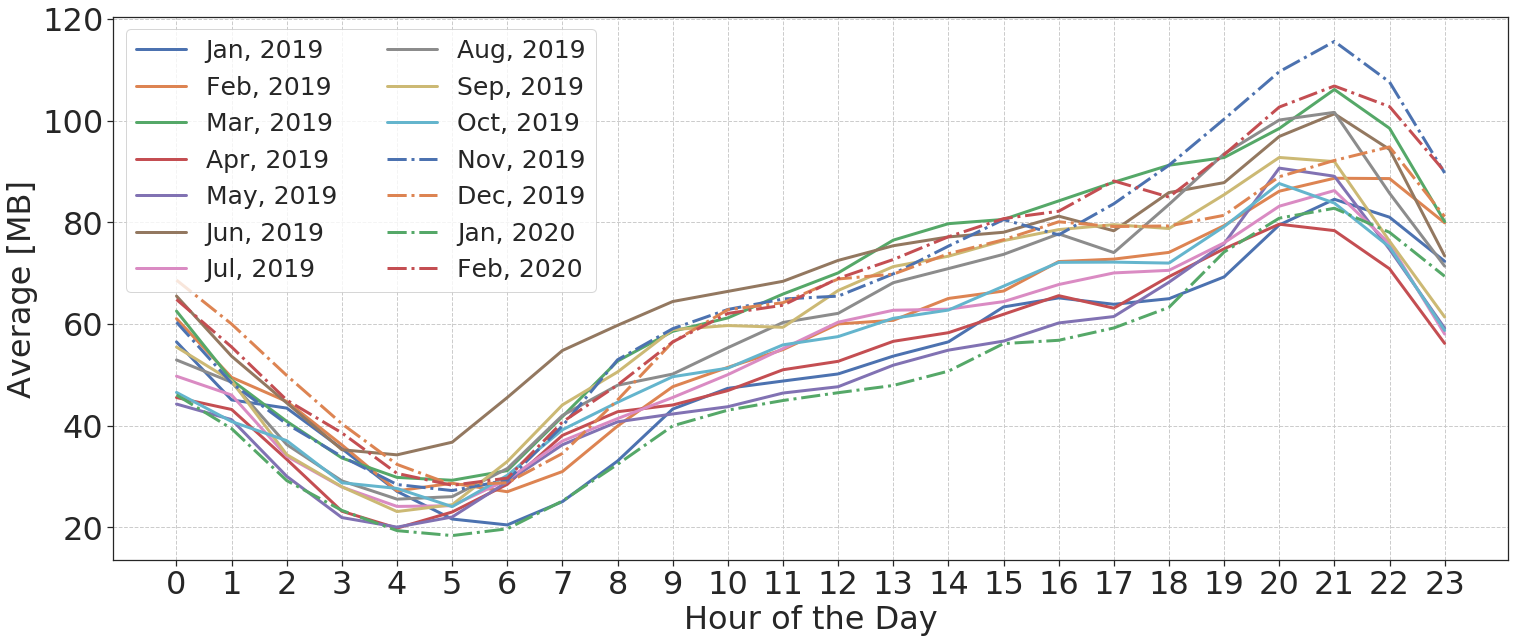 Average [MB]
120
100
80
60
40
20
Jan, 2019
Feb, 2019
Mar, 2019
Apr, 2019
May, 2019
Jun, 2019
Jul, 2019
Aug, 2019
Sep, 2019
Oct, 2019
Nov, 2019
Dec, 2019
Jan, 2020
Feb, 2020
0 1 2 3 4 5 6 7 8 9 10 11 12 13 14 15 16 17 18 19 20 21 22 23
Hour of the Day